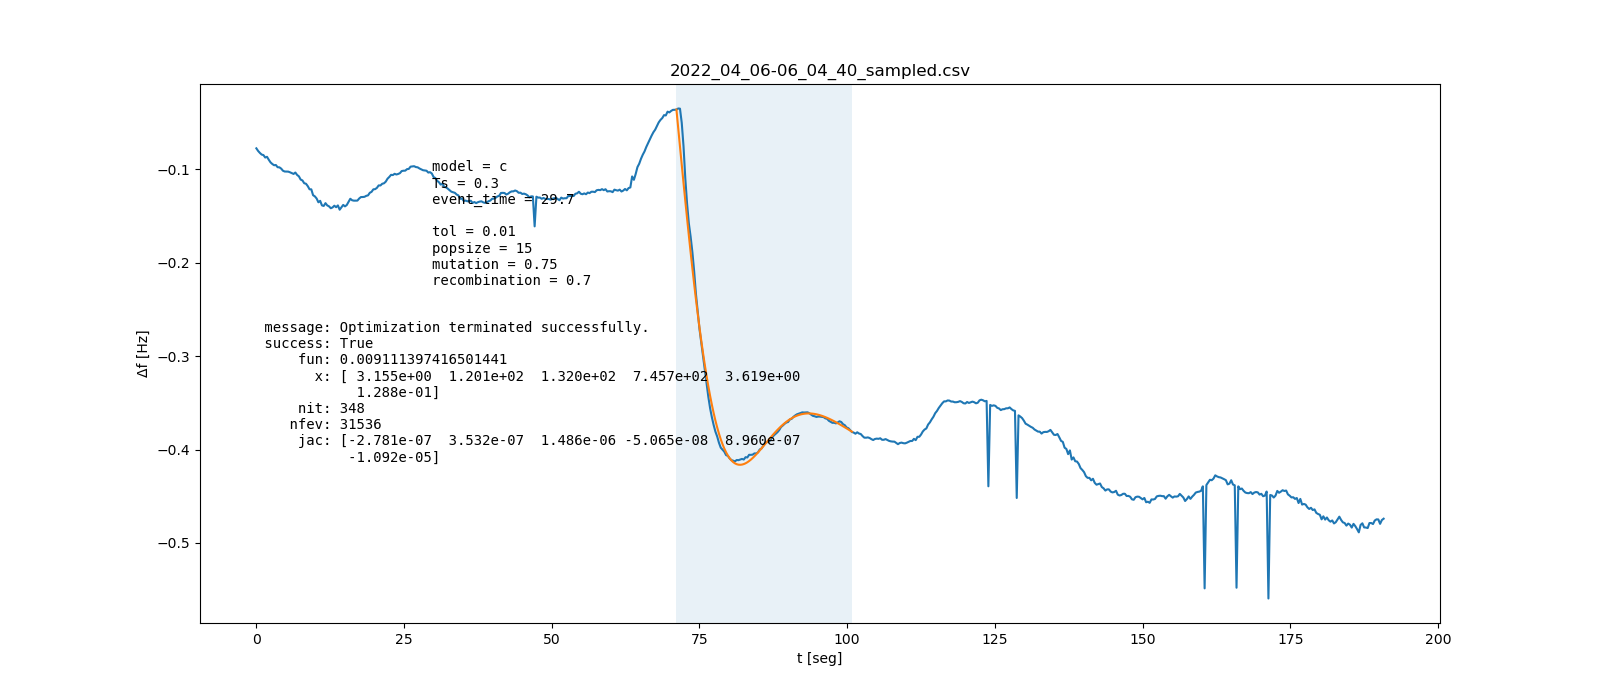 2022_04_06-06_04_40_sampled.csv
model = c
Ts = 0.3
event_time = 29.7
tol = 0.01
popsize = 15
mutation = 0.75
recombination = 0.7
message: Optimization terminated successfully.
success: True
fun: 0.009111397416501441
x: [ 3.155e+00  1.201e+02  1.320e+02  7.457e+02  3.619e+00
1.288e-01]
nit: 348
nfev: 31536
jac: [-2.781e-07  3.532e-07  1.486e-06 -5.065e-08  8.960e-07
-1.092e-05]
Δf [Hz]
−0.1
−0.2
−0.3
−0.4
−0.5
0 25 50 75 100 125 150 175 200
t [seg]